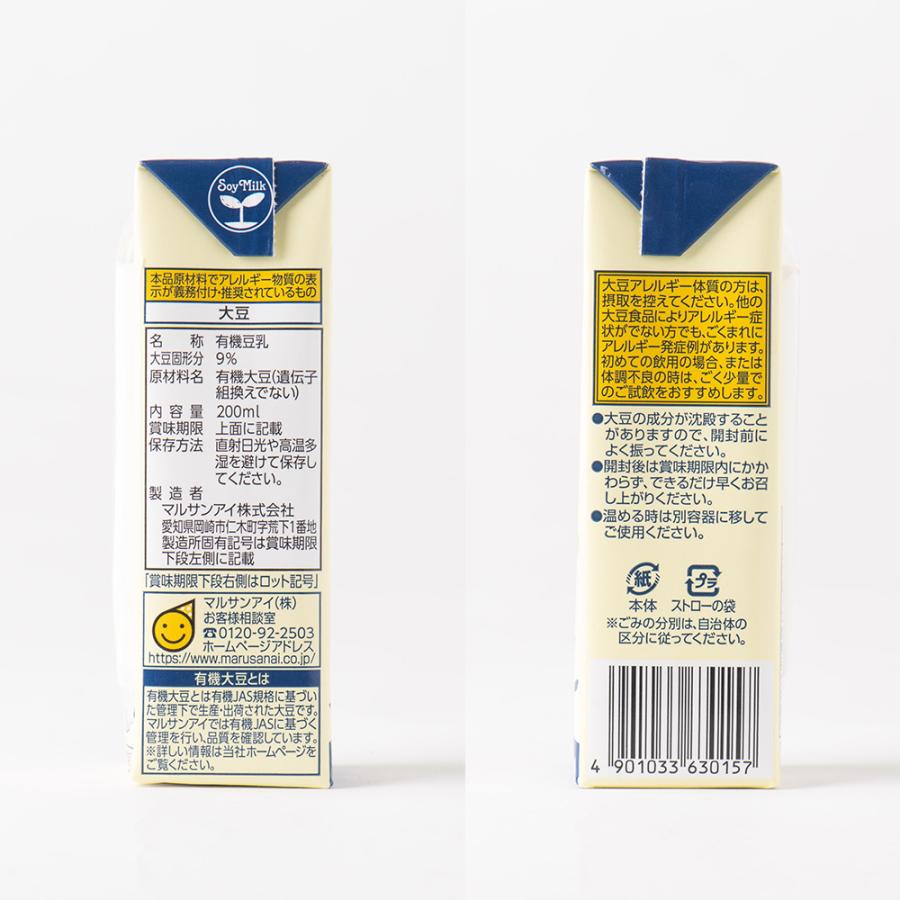 Soy Milk
本品原材料でアレルギー物質の表
示が義務付け・推奨されているもの
大豆
名称 有機豆乳
大豆固形分 9%
原材料名 有機大豆(遺伝子
組換えでない)
内容量 200ml
賞味期限 上面に記載
保存方法 直射日光や高温多
湿を避けて保存し
てください。
製造者
マルサンアイ株式会社
愛知県岡崎市仁木町字荒下1番地
製造所固有記号は賞味期限
下段左側に記載
「賞味期限下段右側はロット記号」
マルサンアイ(株)
お客様相談室
☎0120-92-2503
ホームページアドレス
https://www.marusanai.co.jp/
有機大豆とは
有機大豆とは有機JAS規格に基づい
た管理下で生産・出荷された大豆です。
マルサンアイでは有機JASに基づく
管理を行い、品質を確認しています。
※詳しい情報は当社ホームページを
ご覧ください。
大豆アレルギー体質の方は、
摂取を控えてください。他の
大豆食品によりアレルギー症
状がでない方でも、ごくまれに
アレルギー発症例があります。
初めての飲用の場合、または
体調不良の時は、ごく少量で
のご試飲をおすすめします。
●大豆の成分が沈殿すること
がありますので、開封前に
よく振ってください。
●開封後は賞味期限内にかか
わらず、できるだけ早くお召
し上がりください。
●温める時は別容器に移して
ご使用ください。
紙 プラ
本体 ストローの袋
※ごみの分別は、自治体の
区分に従ってください。
4 901033 630157